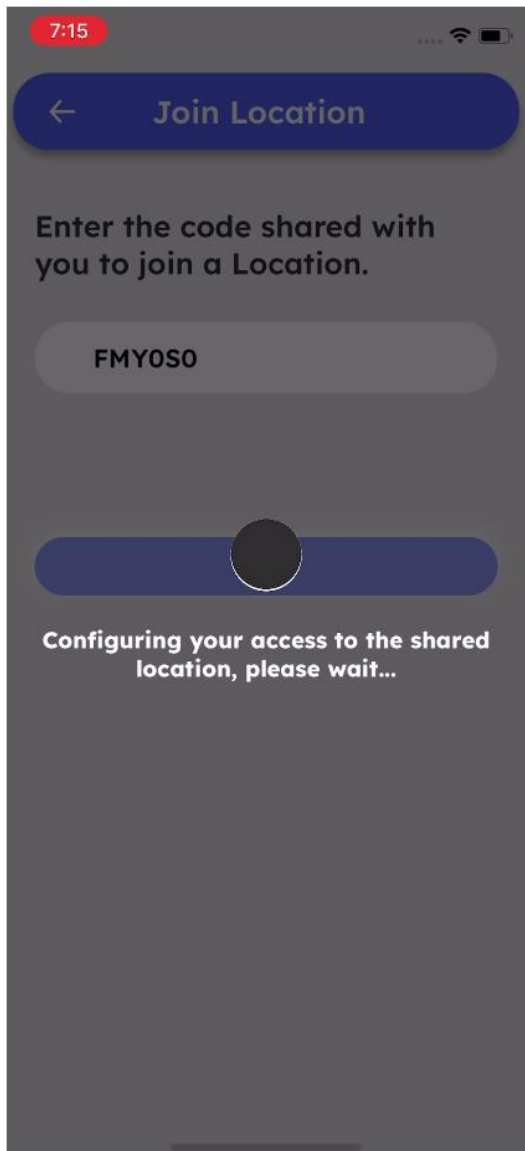 7:15
Join Location
Enter the code shared with
you to join a Location.
FMY0S0
Configuring your access to the shared
location, please wait...